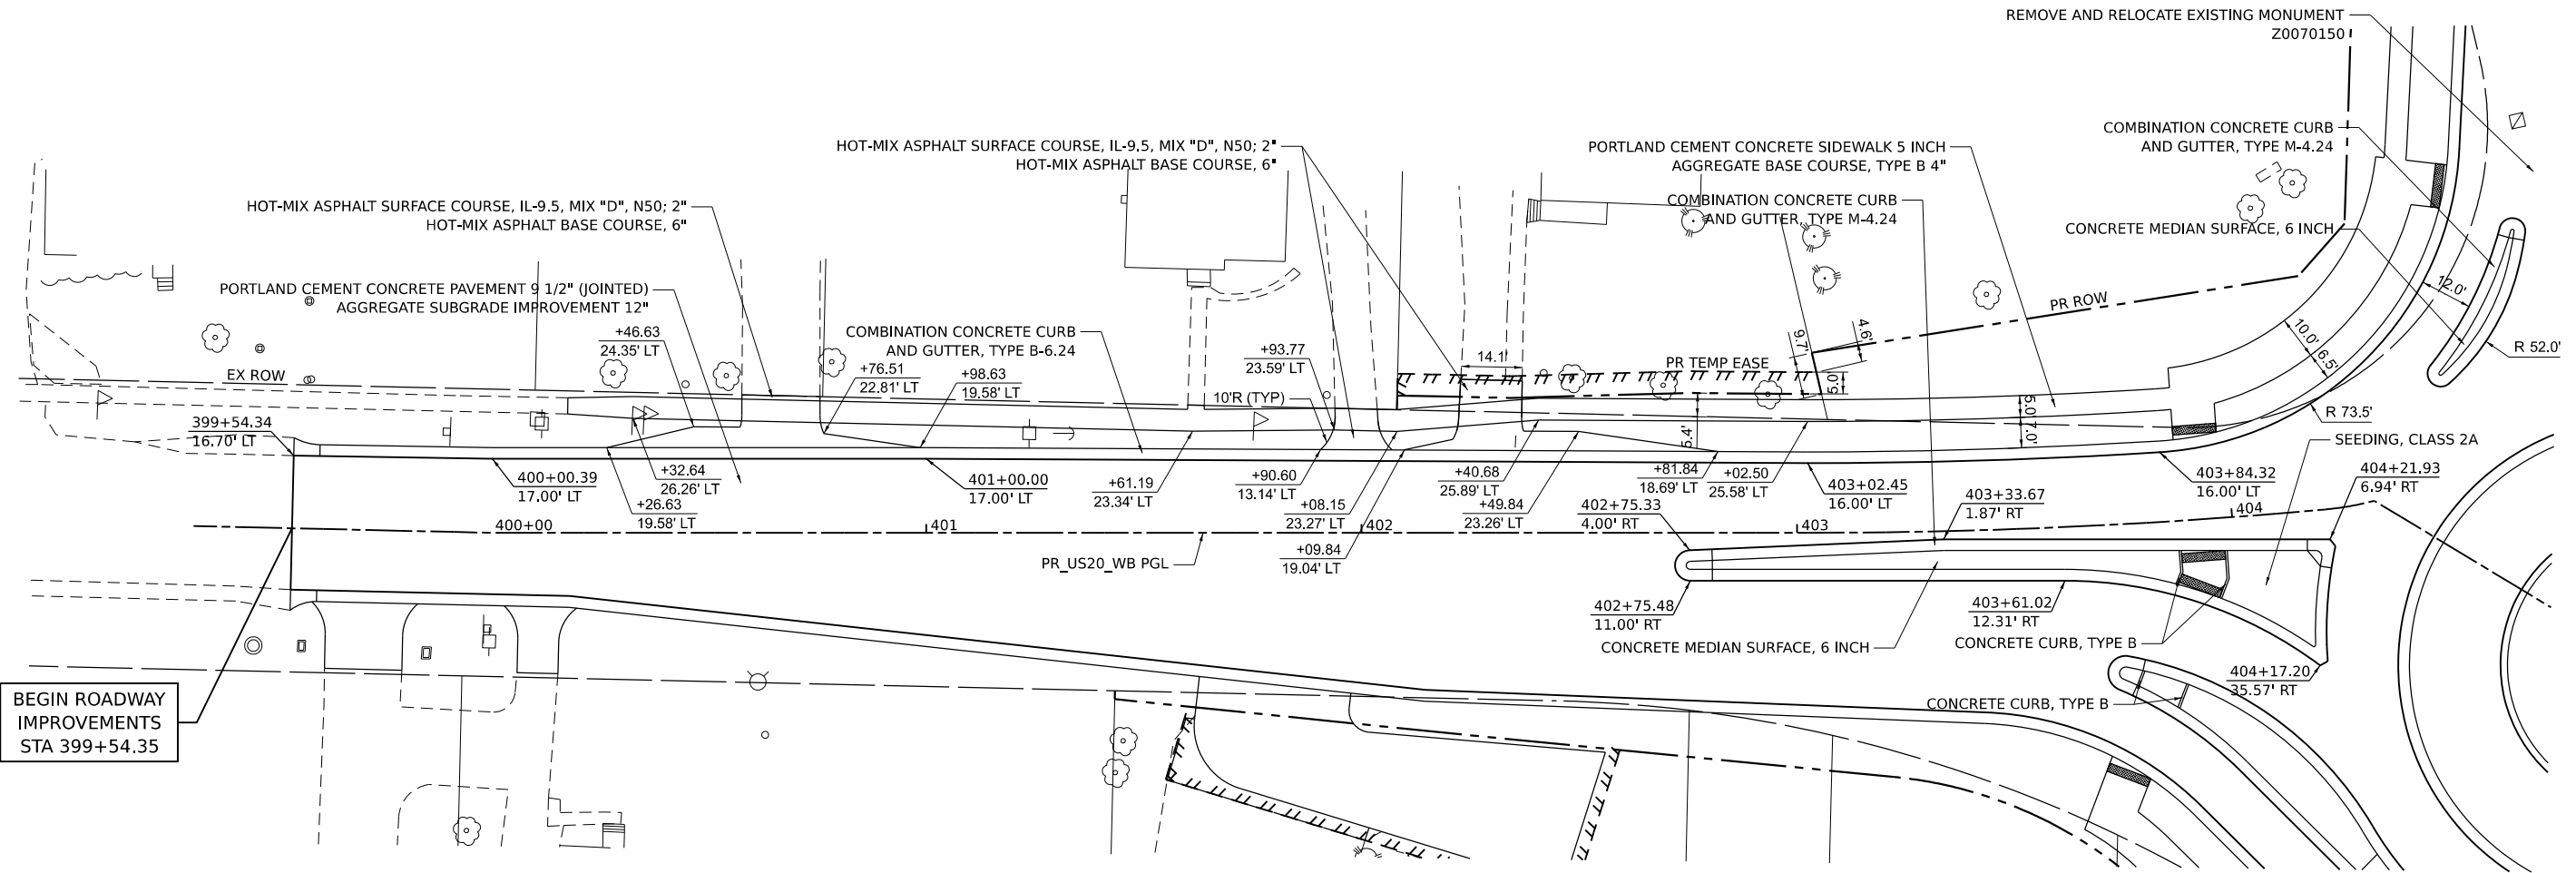 REMOVE AND RELOCATE EXISTING MONUMENT
Z0070150
COMBINATION CONCRETE CURB
AND GUTTER, TYPE M-4.24
HOT-MIX ASPHALT SURFACE COURSE, IL-9.5, MIX "D", N50; 2"
HOT-MIX ASPHALT BASE COURSE, 6"
PORTLAND CEMENT CONCRETE SIDEWALK 5 INCH
AGGREGATE BASE COURSE, TYPE B 4"
COMBINATION CONCRETE CURB
AND GUTTER, TYPE M-4.24
HOT-MIX ASPHALT SURFACE COURSE, IL-9.5, MIX "D", N50; 2"
HOT-MIX ASPHALT BASE COURSE, 6"
CONCRETE MEDIAN SURFACE, 6 INCH
PORTLAND CEMENT CONCRETE PAVEMENT 9 1/2" (JOINTED)
AGGREGATE SUBGRADE IMPROVEMENT 12"
12.0'
PR ROW
+46.63
24.35' LT
COMBINATION CONCRETE CURB
AND GUTTER, TYPE B-6.24
9.7'
4.6'
10.0'
6.5'
R 52.0'
+93.77
23.59' LT
14.1'
PR TEMP EASE
5.0'
EX ROW
+76.51
22.81' LT
+98.63
19.58' LT
10'R (TYP)
5.0'
7.0'
5.4'
R 73.5'
399+54.34
16.70' LT
SEEDING, CLASS 2A
400+00.39
17.00' LT
+32.64
26.26' LT
+26.63
19.58' LT
401+00.00
17.00' LT
+61.19
23.34' LT
+90.60
13.14' LT
+08.15
23.27' LT
+40.68
25.89' LT
+49.84
23.26' LT
+81.84
18.69' LT
+02.50
25.58' LT
403+02.45
16.00' LT
403+84.32
16.00' LT
404+21.93
6.94' RT
402+75.33
4.00' RT
403+33.67
1.87' RT
400+00
401
402
403
404
+09.84
19.04' LT
PR_US20_WB PGL
402+75.48
11.00' RT
403+61.02
12.31' RT
CONCRETE MEDIAN SURFACE, 6 INCH
CONCRETE CURB, TYPE B
404+17.20
35.57' RT
CONCRETE CURB, TYPE B
BEGIN ROADWAY
IMPROVEMENTS
STA 399+54.35